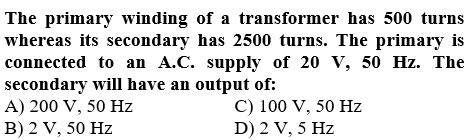 The primary winding of a transformer has 500 turns
whereas its secondary has 2500 turns. The primary is
connected to an A.C. supply of 20 V, 50 Hz. The
secondary will have an output of:
A) 200 V, 50 Hz C) 100 V, 50 Hz
B) 2 V, 50 Hz D) 2 V, 5 Hz